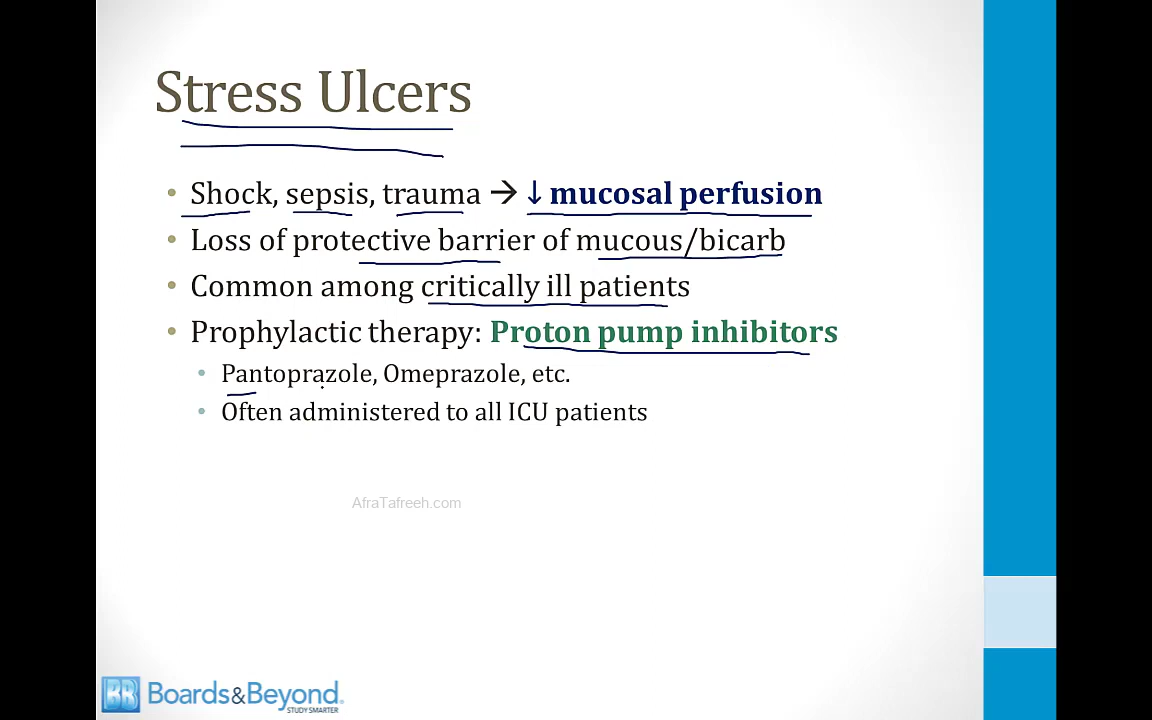 Stress Ulcers
• Shock, sepsis, trauma → ↓mucosal perfusion
• Loss of protective barrier of mucous/bicarb
• Common among critically ill patients
• Prophylactic therapy: Proton pump inhibitors
• Pantoprazole, Omeprazole, etc.
• Often administered to all ICU patients
AfraTafreeh.com
BB Boards&Beyond.
STUDY SMARTER